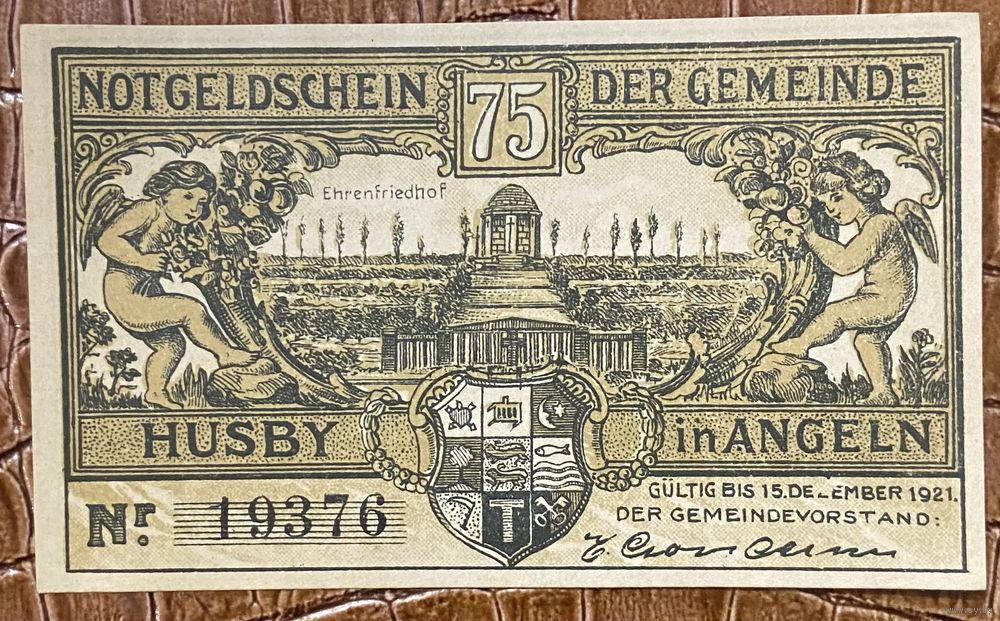 NOTGELDSCHEIN 75 DER GEMEINDE
Ehrenfriedhof
HUSBY in ANGELN
T
Nr. 19376
GÜLTIG BIS 15. DEZEMBER 1921.
DER GEMEINDEVORSTAND: